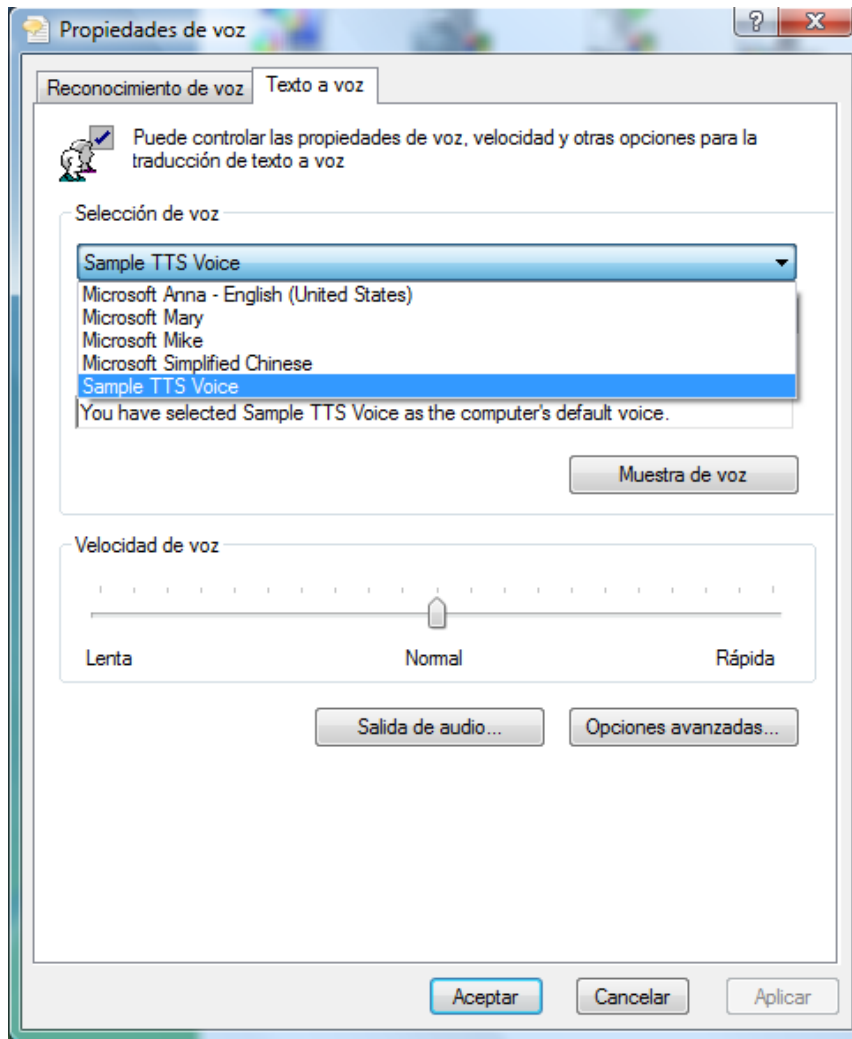 Propiedades de voz
Reconocimiento de voz
Texto a voz
Puede controlar las propiedades de voz, velocidad y otras opciones para la
traducción de texto a voz
Selección de voz
Sample TTS Voice
Microsoft Anna - English (United States)
Microsoft Mary
Microsoft Mike
Microsoft Simplified Chinese
Sample TTS Voice
You have selected Sample TTS Voice as the computer's default voice.
Muestra de voz
Velocidad de voz
Lenta Normal Rápida
Salida de audio... Opciones avanzadas...
Aceptar Cancelar Aplicar